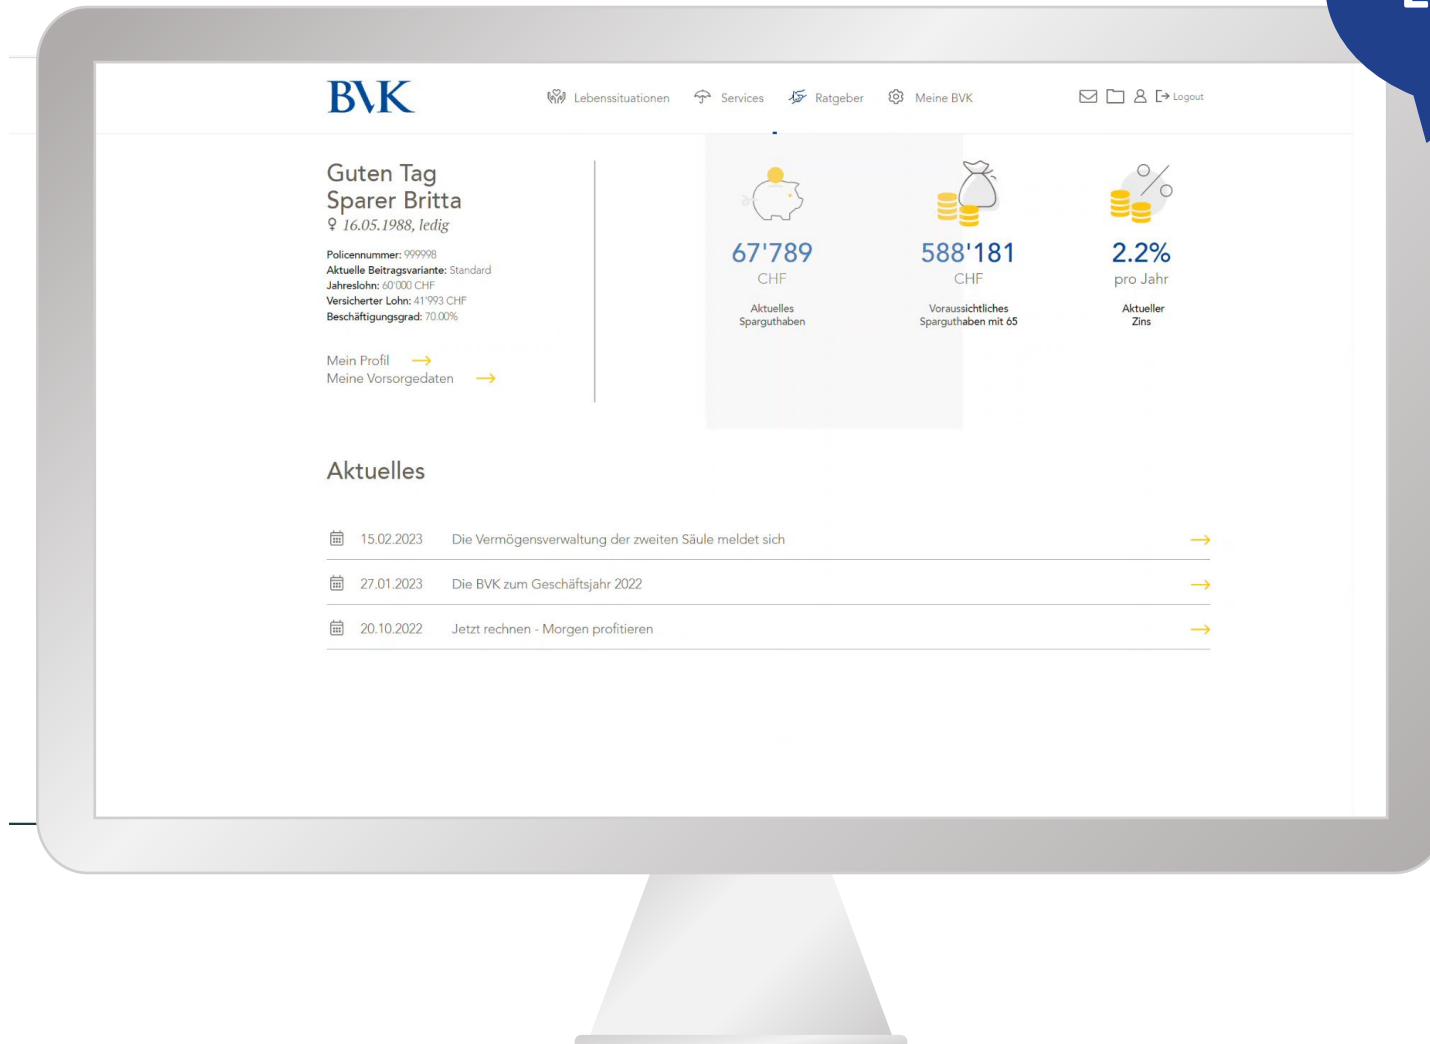 BVK
Lebenssituationen Services Ratgeber Meine BVK Logout
Guten Tag
Sparer Britta
♀ 16.05.1988, ledig
Policennummer: 999998
Aktuelle Beitragsvariante: Standard
Jahreslohn: 60'000 CHF
Versicherter Lohn: 41'993 CHF
Beschäftigungsgrad: 70.00%
Mein Profil →
Meine Vorsorgedaten →
67'789
CHF
Aktuelles
Sparguthaben
588'181
CHF
Voraussichtliches
Sparguthaben mit 65
2.2%
pro Jahr
Aktueller
Zins
Aktuelles
15.02.2023 Die Vermögensverwaltung der zweiten Säule meldet sich →
27.01.2023 Die BVK zum Geschäftsjahr 2022 →
20.10.2022 Jetzt rechnen - Morgen profitieren →